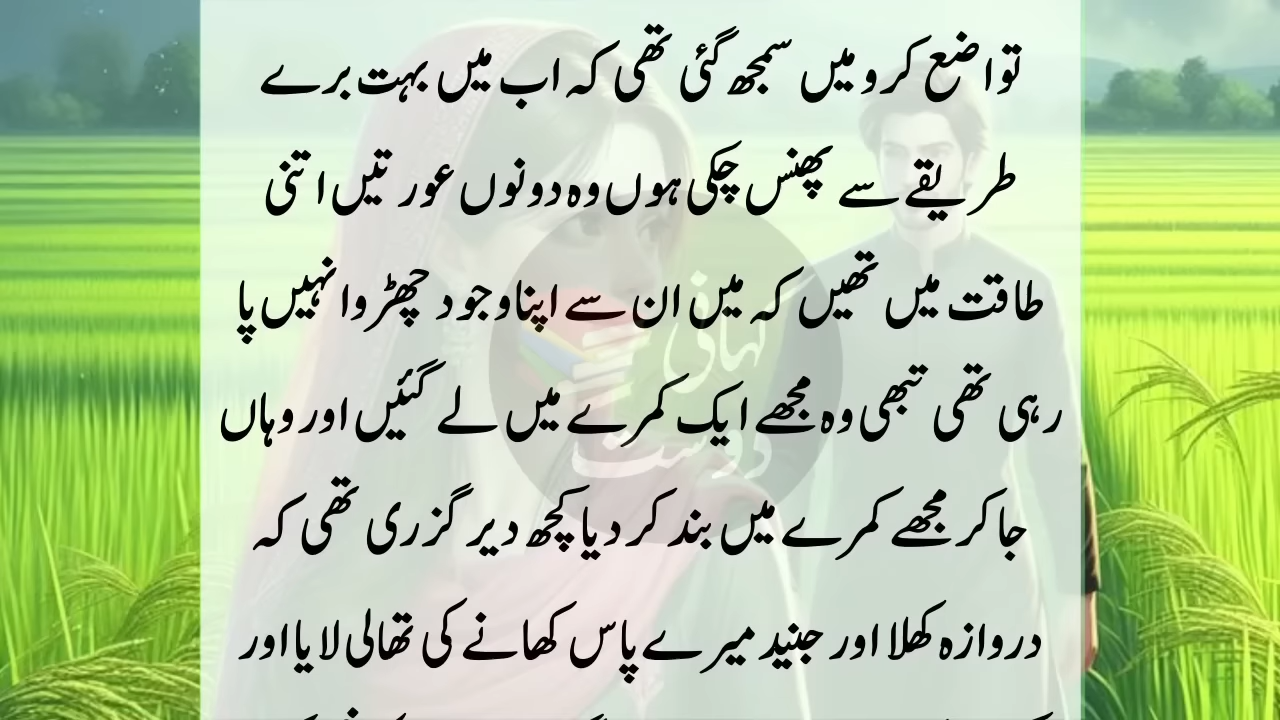 تواضع کرو میں سمجھ گئی تھی کہ اب میں بہت برے
طریقے سے پھنس چکی ہوں وہ دونوں عورتیں اتنی
طاقت میں تھیں کہ میں ان سے اپنا وجود چھڑوا نہیں پا
رہی تھی تبھی وہ مجھے ایک کمرے میں لے گئیں اور وہاں
جا کر مجھے کمرے میں بند کر دیا کچھ دیر گزری تھی کہ
دروازہ کھلا اور جنید میرے پاس کھانے کی تھالی لایا اور
کہانی
دوست